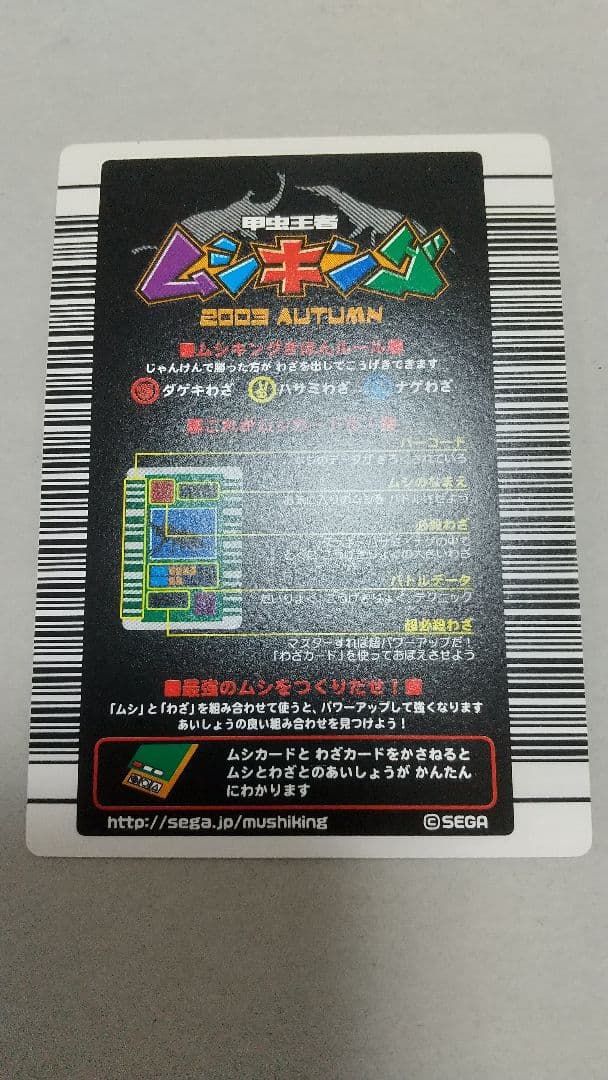 甲虫王者
ムシキング
2003 AUTUMN
ムシキングきほんルール
じゃんけんで勝った方が わざを出してこうげきできます
ダゲキわざ ハサミわざ ナゲわざ
バーコード
ムシのなまえ
必殺わざ
バトルデータ
超必殺わざ
マスターすれば超パワーアップだ！
「わざカード」を使っておぼえさせよう
最強のムシをつくりだせ！
「ムシ」と「わざ」を組み合わせて使うと、パワーアップして強くなります
あいしょうの良い組み合わせを見つけよう！
ムシカードと わざカードをかさねると
ムシとわざとのあいしょうが かんたん
にわかります
http://sega.jp/mushiking
©SEGA